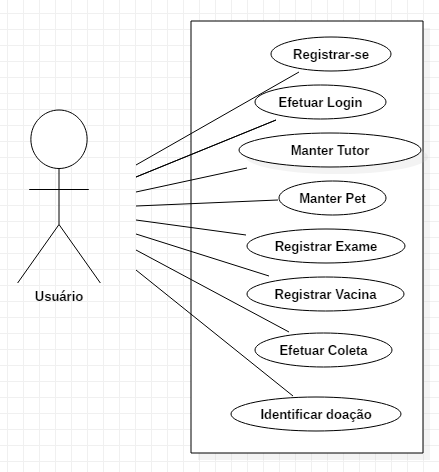 Registrar-se
Efetuar Login
Manter Tutor
Manter Pet
Registrar Exame
Registrar Vacina
Usuário
Efetuar Coleta
Identificar doação